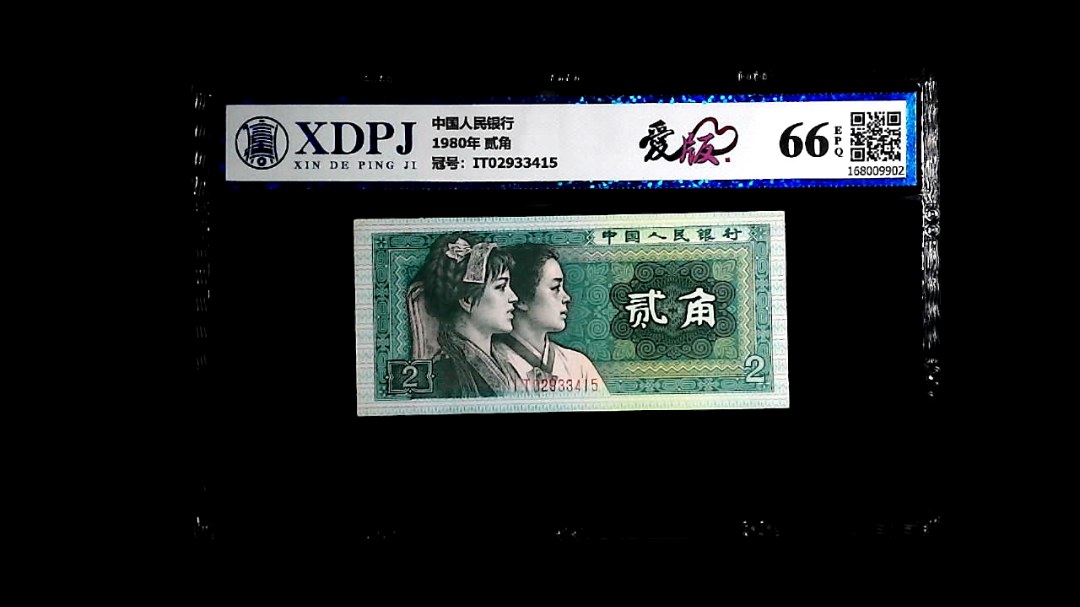 XDPJ
XIN DE PING JI
中国人民银行
1980年 贰角
冠号：IT02933415
爱版
66
EPQ
168009902
中国人民银行
贰角
2
2
IT02933415